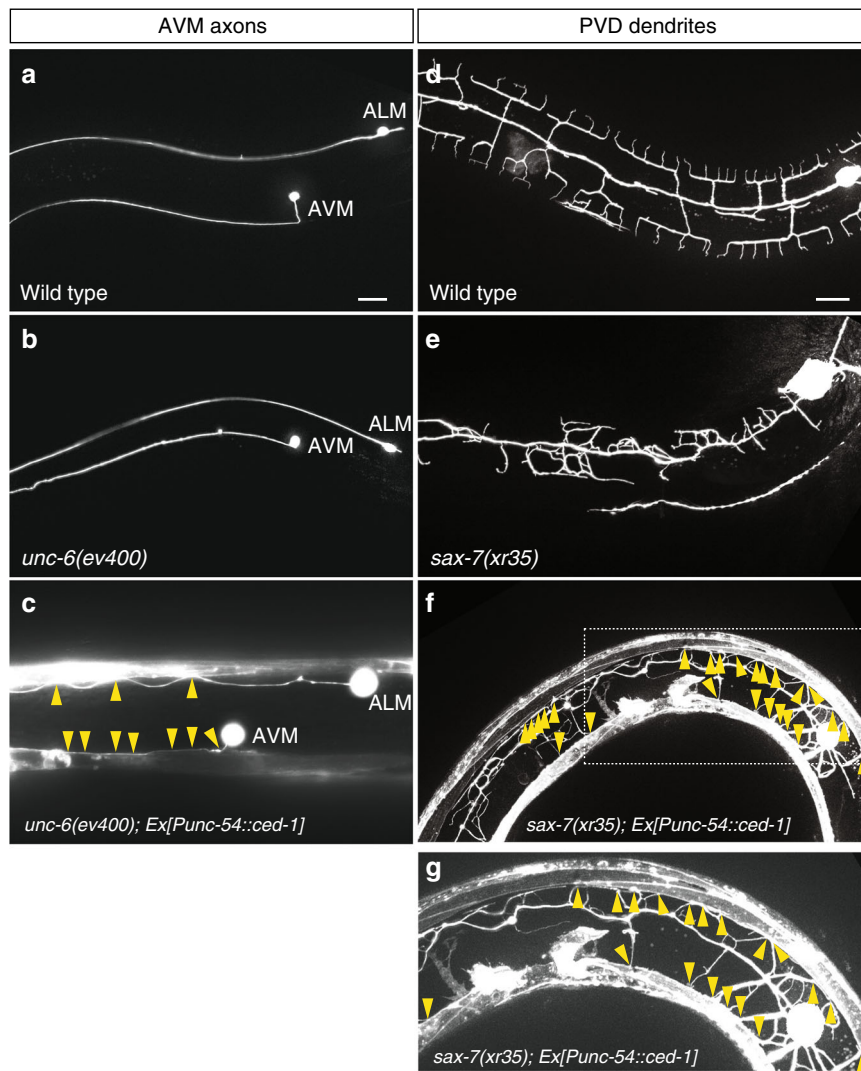 AVM axons
a
ALM
AVM
Wild type
b
ALM
AVM
unc-6(ev400)
c
ALM
AVM
unc-6(ev400); Ex[Punc-54::ced-1]
PVD dendrites
d
Wild type
e
sax-7(xr35)
f
sax-7(xr35); Ex[Punc-54::ced-1]
g
sax-7(xr35); Ex[Punc-54::ced-1]